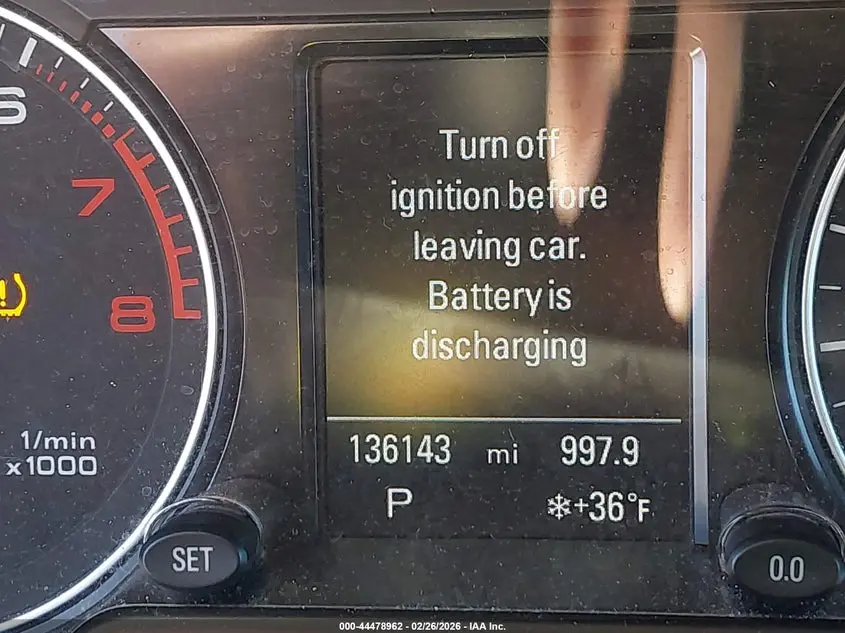 6
7
8
1/min
x1000
Turn off
ignition before
leaving car.
Battery is
discharging
136143 mi 997.9
P +36°F
SET
0.0
000-44478962 - 02/26/2026 - IAA Inc.